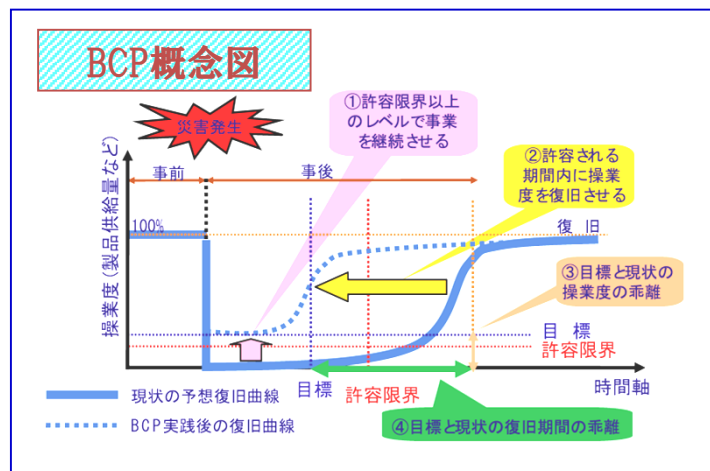 BCP概念図
災害発生
①許容限界以上
のレベルで事業
を継続させる
②許容される
期間内に操業
度を復旧させる
事前
事後
操業度(製品供給量など)
100%
復 旧
③目標と現状の
操業度の乖離
目 標
許容限界
目標
許容限界
時間軸
現状の予想復旧曲線
BCP実践後の復旧曲線
④目標と現状の復旧期間の乖離